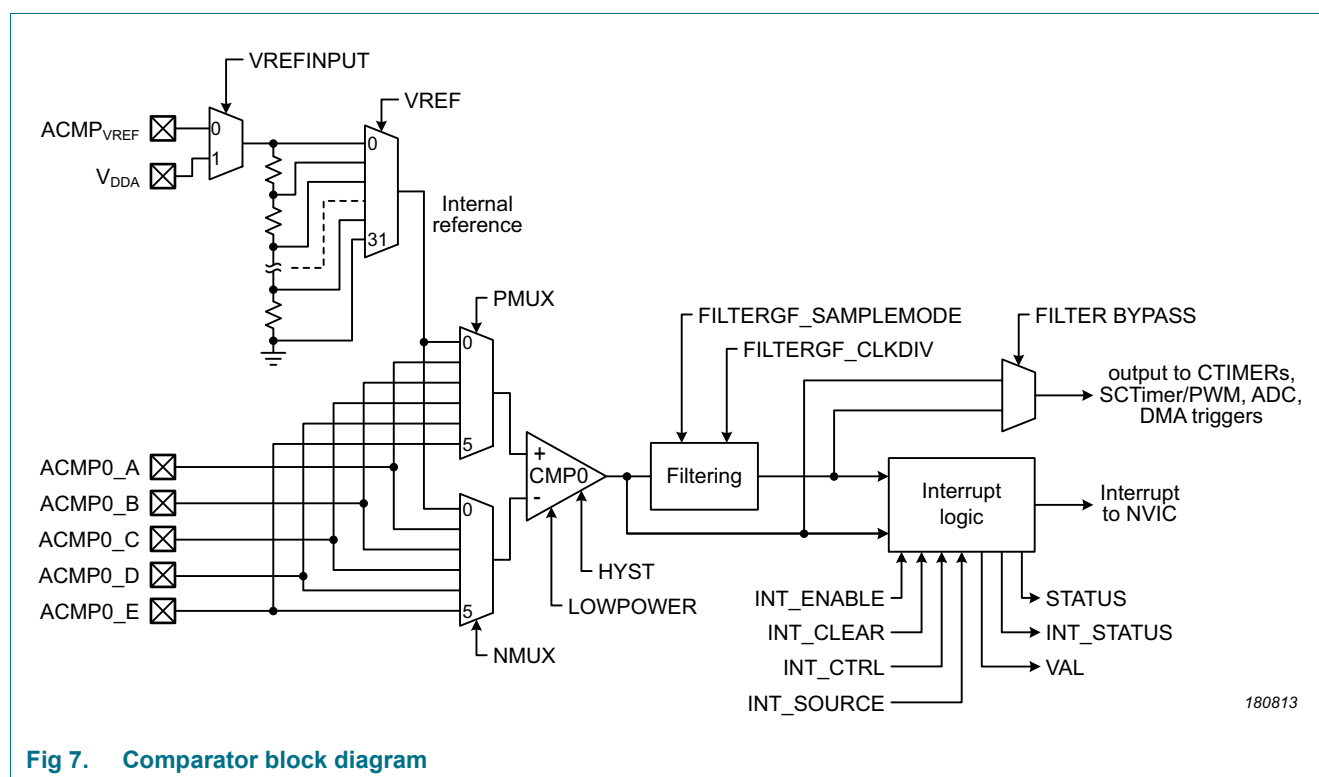 VREFINPUT
VREF
ACMPVREF
0
VDDA
1
0
31
Internal
reference
PMUX
0
5
FILTERGF_SAMPLEMODE
FILTERGF_CLKDIV
FILTER BYPASS
output to CTIMERs,
SCTimer/PWM, ADC,
DMA triggers
ACMP0_A
ACMP0_B
ACMP0_C
ACMP0_D
ACMP0_E
0
5
NMUX
+
CMP0
-
HYST
LOWPOWER
Filtering
Interrupt
logic
Interrupt
to NVIC
INT_ENABLE
INT_CLEAR
INT_CTRL
INT_SOURCE
STATUS
INT_STATUS
VAL
180813
Fig 7. Comparator block diagram